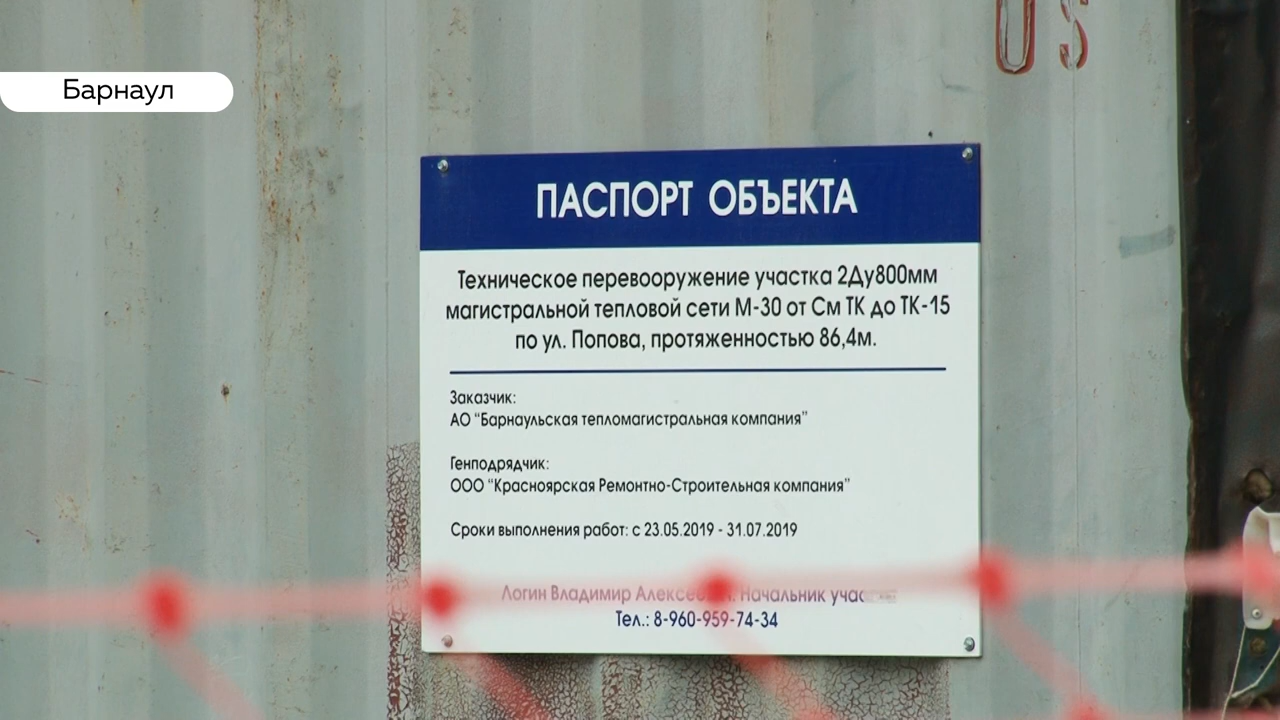 Барнаул
U S
ПАСПОРТ ОБЪЕКТА
Техническое перевооружение участка 2Ду800мм
магистральной тепловой сети М-30 от См ТК до ТК-15
по ул. Попова, протяженностью 86,4м.
Заказчик:
АО “Барнаульская тепломагистральная компания”
Генподрядчик:
ООО “Красноярская Ремонтно-Строительная компания”
Сроки выполнения работ: с 23.05.2019 - 31.07.2019
Логин Владимир Начальник
Тел.: 8-960-959-74-34